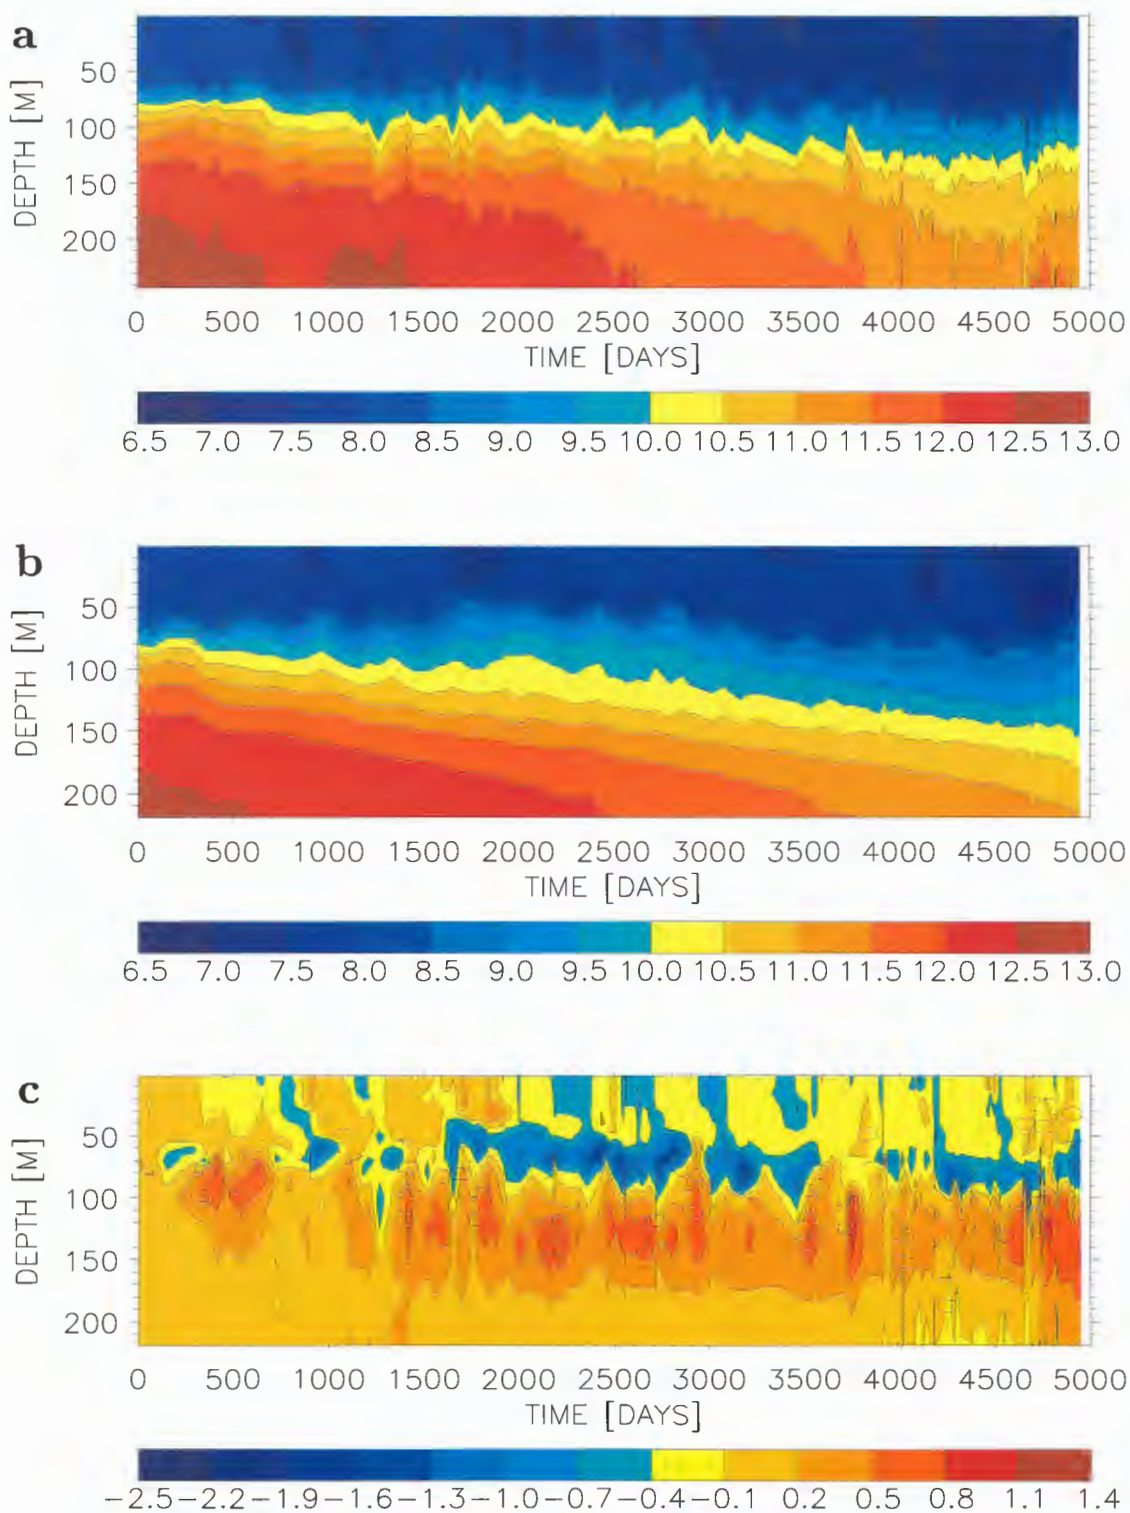 a
DEPTH [M]
50
100
150
200
0 500 1000 1500 2000 2500 3000 3500 4000 4500 5000
TIME [DAYS]
6.5 7.0 7.5 8.0 8.5 9.0 9.5 10.0 10.5 11.0 11.5 12.0 12.5 13.0
b
DEPTH [M]
50
100
150
200
0 500 1000 1500 2000 2500 3000 3500 4000 4500 5000
TIME [DAYS]
6.5 7.0 7.5 8.0 8.5 9.0 9.5 10.0 10.5 11.0 11.5 12.0 12.5 13.0
c
DEPTH [M]
50
100
150
200
0 500 1000 1500 2000 2500 3000 3500 4000 4500 5000
TIME [DAYS]
−2.5 −2.2 −1.9 −1.6 −1.3 −1.0 −0.7 −0.4 −0.1 0.2 0.5 0.8 1.1 1.4